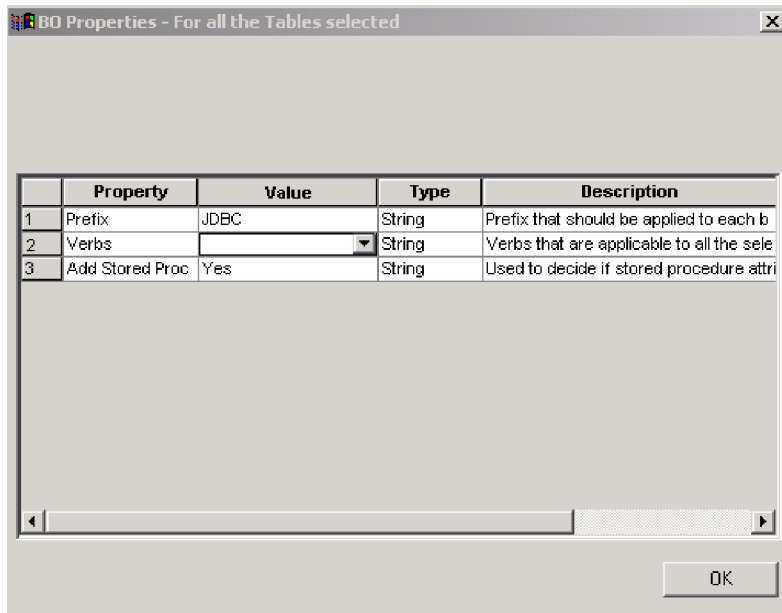 BO Properties - For all the Tables selected
Property Value Type Description
1 Prefix JDBC String Prefix that should be applied to each b
2 Verbs String Verbs that are applicable to all the sele
3 Add Stored Proc Yes String Used to decide if stored procedure attri
OK